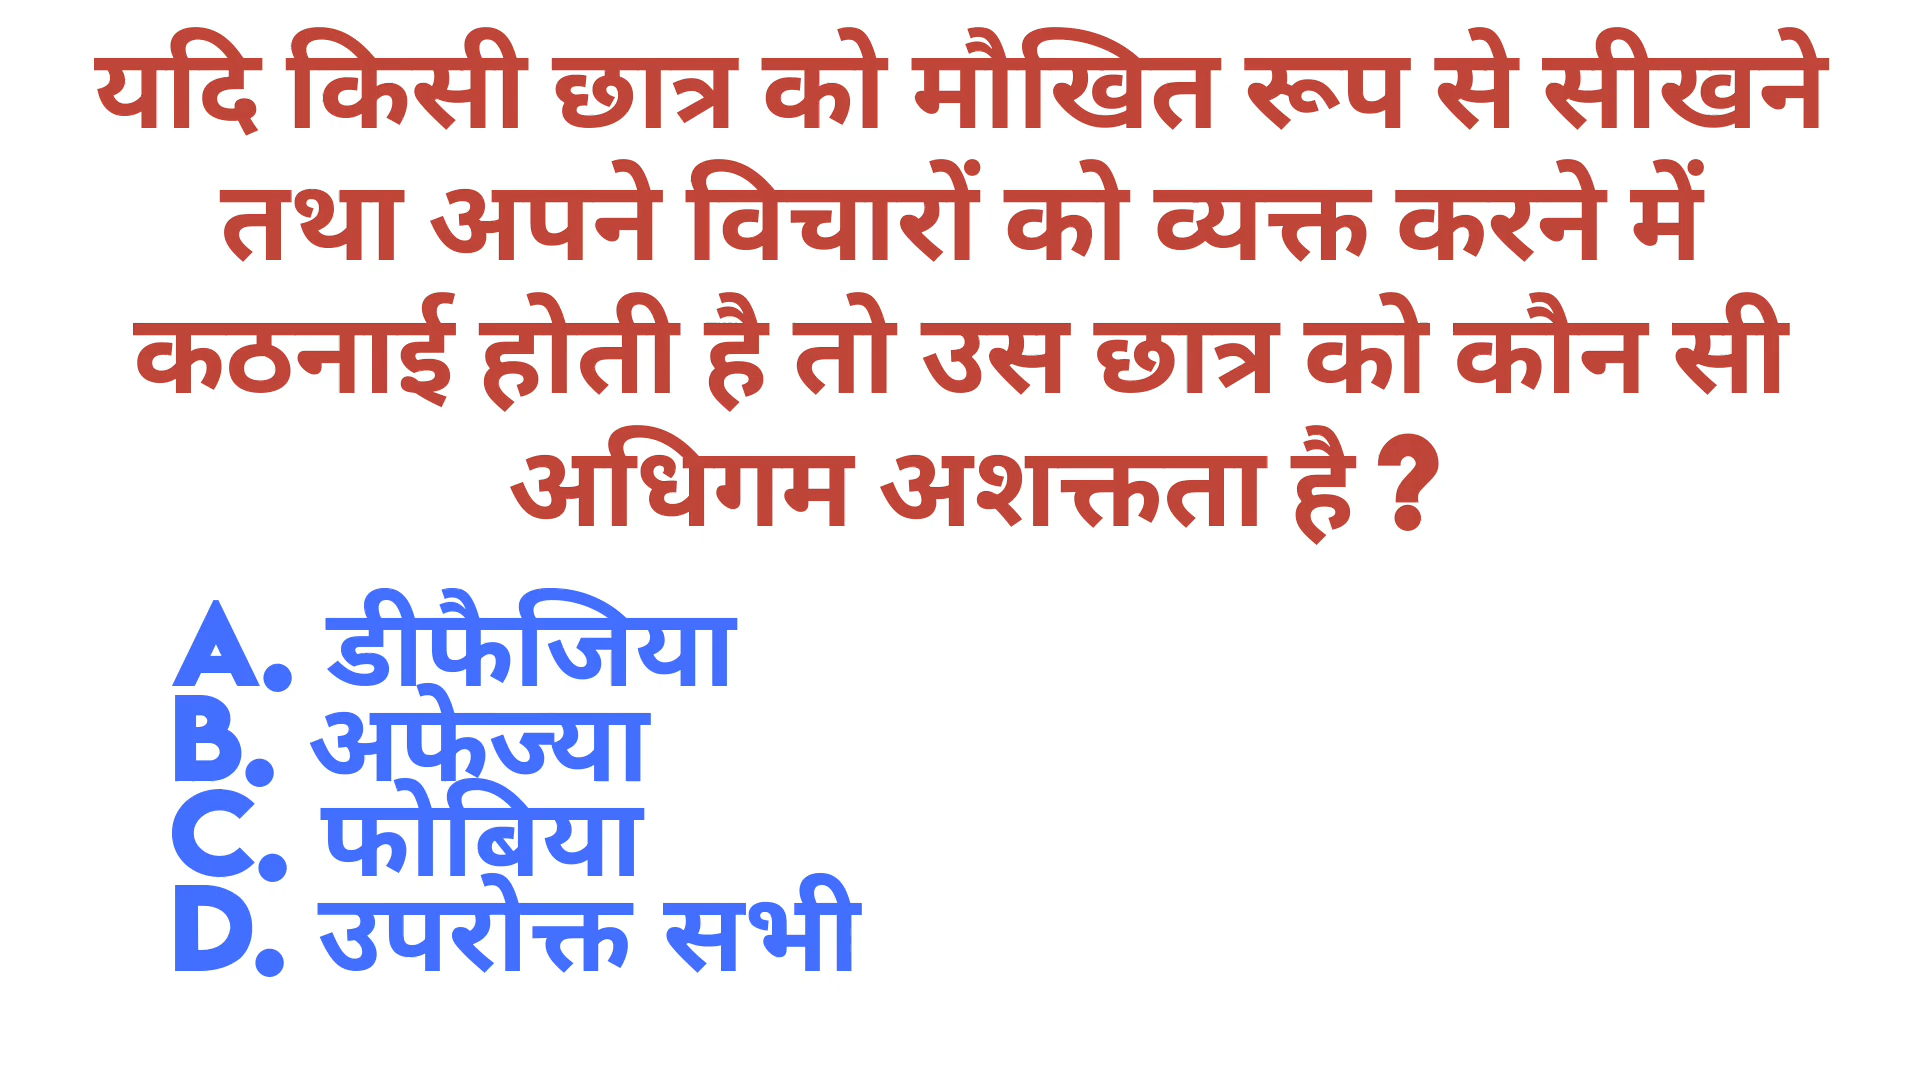 यदि किसी छात्र को मौखित रूप से सीखने
तथा अपने विचारों को व्यक्त करने में
कठनाई होती है तो उस छात्र को कौन सी
अधिगम अशक्तता है ?
A. डीफैजिया
B. अफेज्या
C. फोबिया
D. उपरोक्त सभी